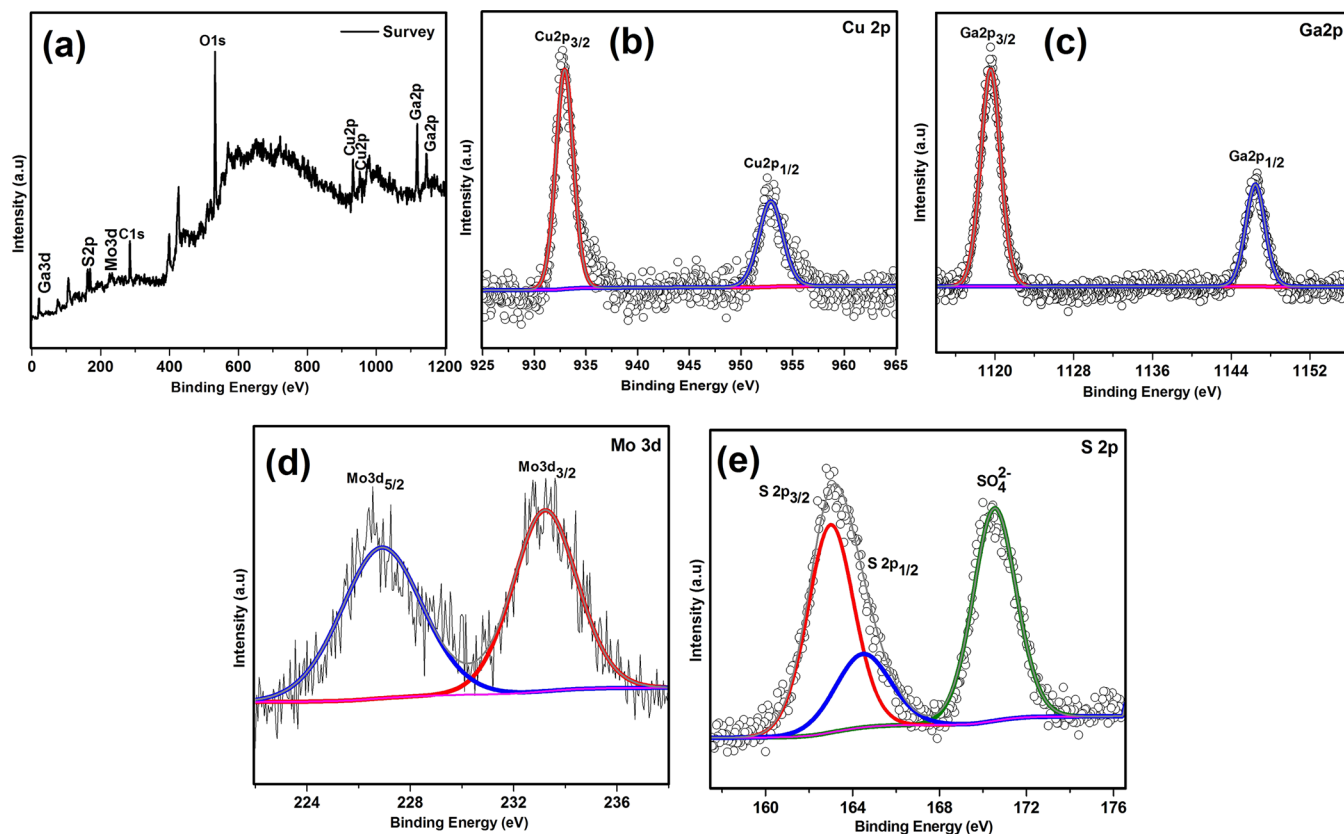 (a)
Survey
O1s
Ga3d
S2p
Mo3d
C1s
Cu2p
Cu2p
Ga2p
Ga2p
Intensity (a.u)
0 200 400 600 800 1000 1200
Binding Energy (eV)
(b)
Cu 2p
Cu2p3/2
Cu2p1/2
Intensity (a.u)
925 930 935 940 945 950 955 960 965
Binding Energy (eV)
(c)
Ga2p
Ga2p3/2
Ga2p1/2
Intensity (a.u)
1120 1128 1136 1144 1152
Binding Energy (eV)
(d)
Mo 3d
Mo3d5/2
Mo3d3/2
Intensity (a.u)
224 228 232 236
Binding Energy (eV)
(e)
S 2p
S 2p3/2
S 2p1/2
SO4 2-
Intensity (a.u)
160 164 168 172 176
Binding Energy (eV)